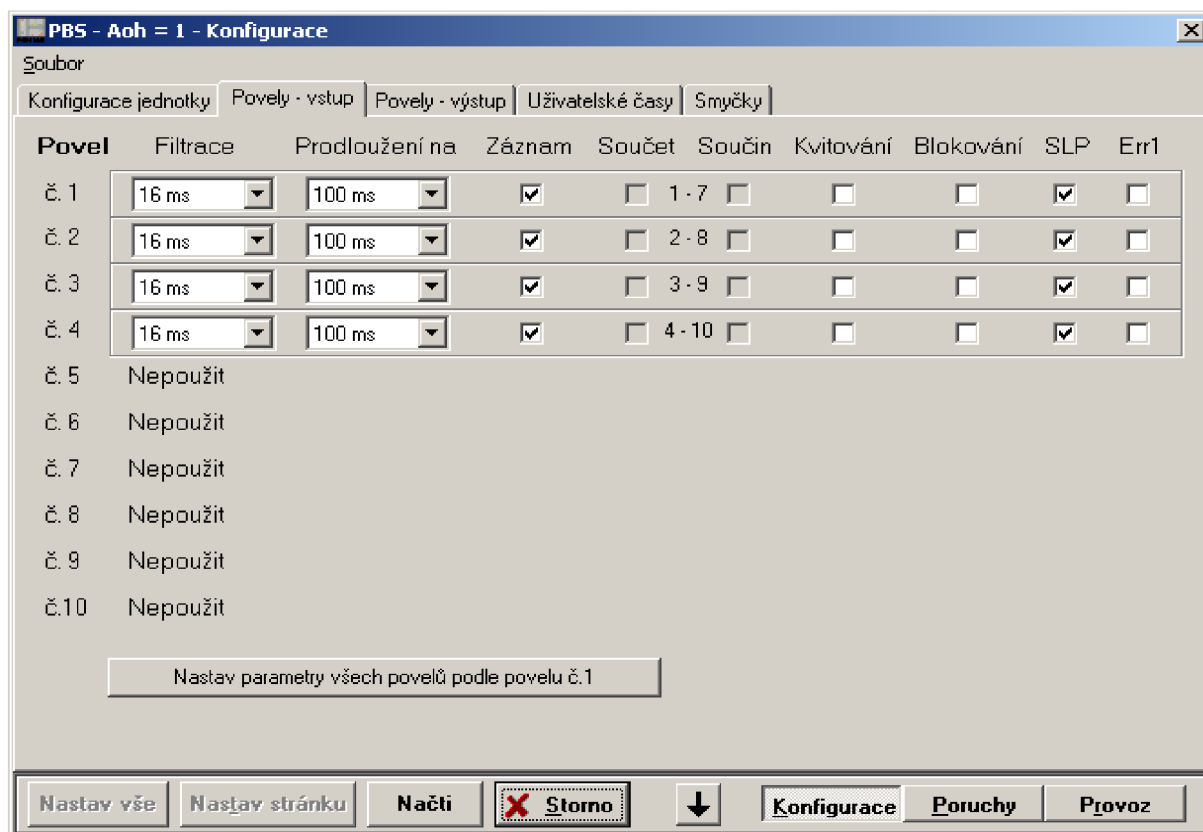 PBS - Aoh = 1 - Konfigurace
Soubor
Konfigurace jednotky Povely - vstup Povely - výstup Uživatelské časy Smyčky
Povel Filtrace Prodloužení na Záznam Součet Součin Kvitování Blokování SLP Err1
č. 1 16 ms 100 ms 1 - 7
č. 2 16 ms 100 ms 2 - 8
č. 3 16 ms 100 ms 3 - 9
č. 4 16 ms 100 ms 4 - 10
č. 5 Nepoužit
č. 6 Nepoužit
č. 7 Nepoužit
č. 8 Nepoužit
č. 9 Nepoužit
č.10 Nepoužit
Nastav parametry všech povelů podle povelu č.1
Nastav vše Nastav stránku Načti Storno Konfigurace Poruchy Provoz